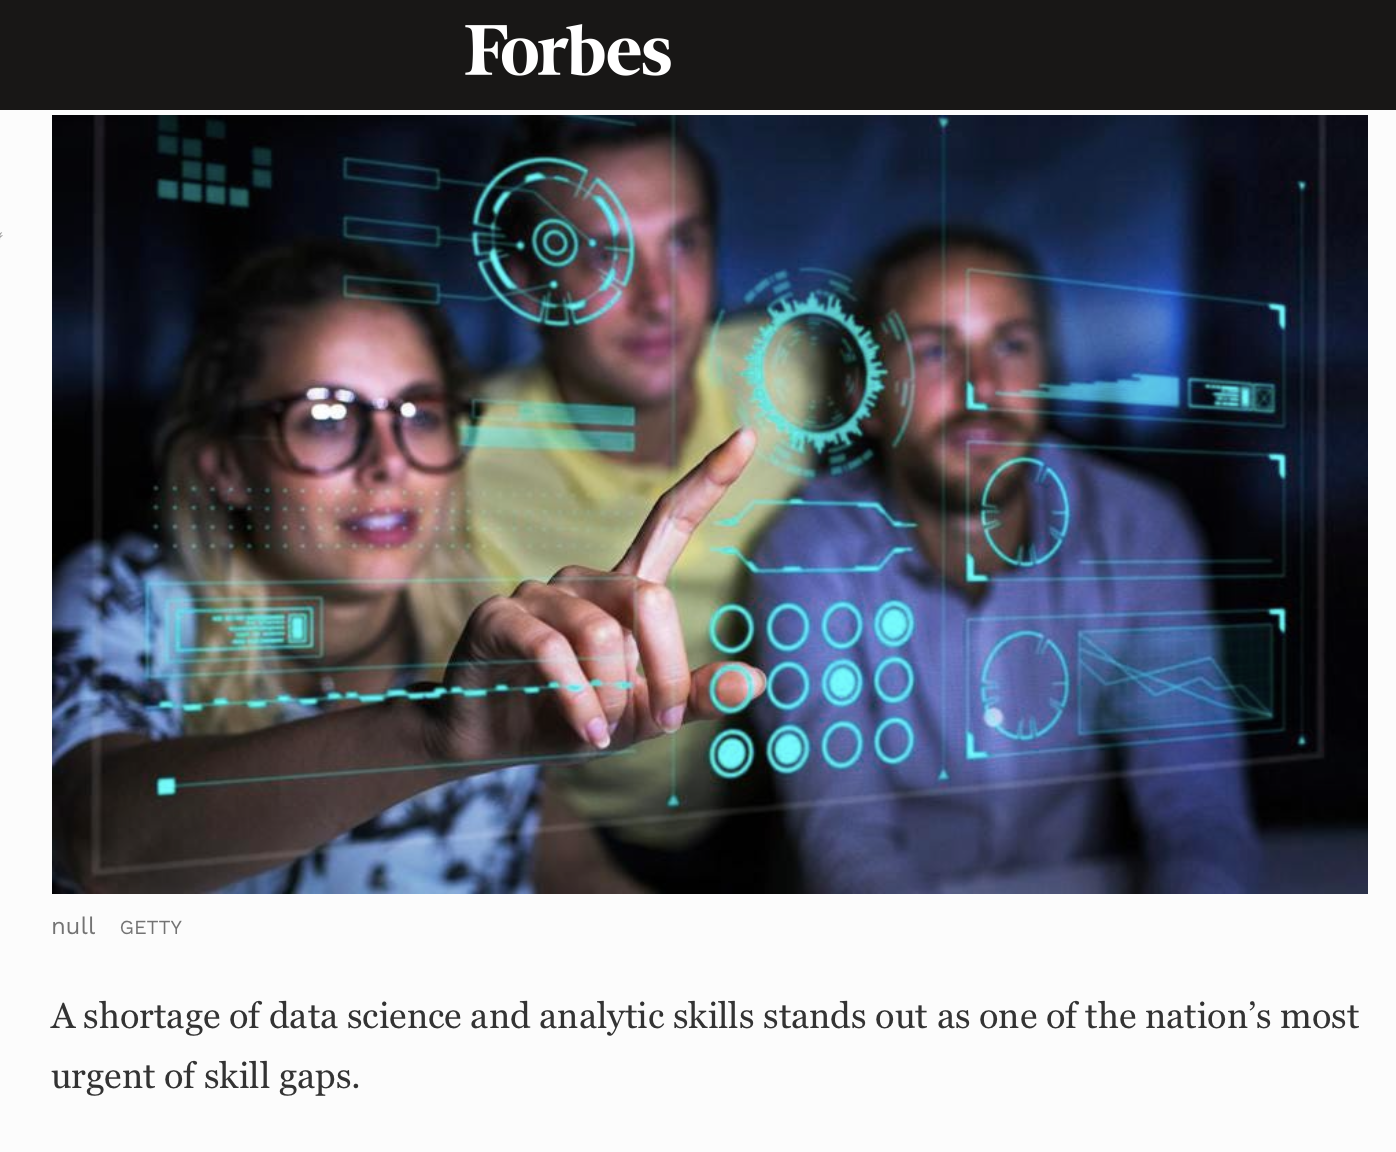 Forbes
null GETTY
A shortage of data science and analytic skills stands out as one of the nation’s most
urgent of skill gaps.